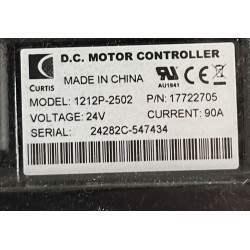 D.C. MOTOR CONTROLLER
CURTIS
MADE IN CHINA
AU1841
MODEL: 1212P-2502 P/N: 17722705
VOLTAGE: 24V CURRENT: 90A
SERIAL: 24282C-547434